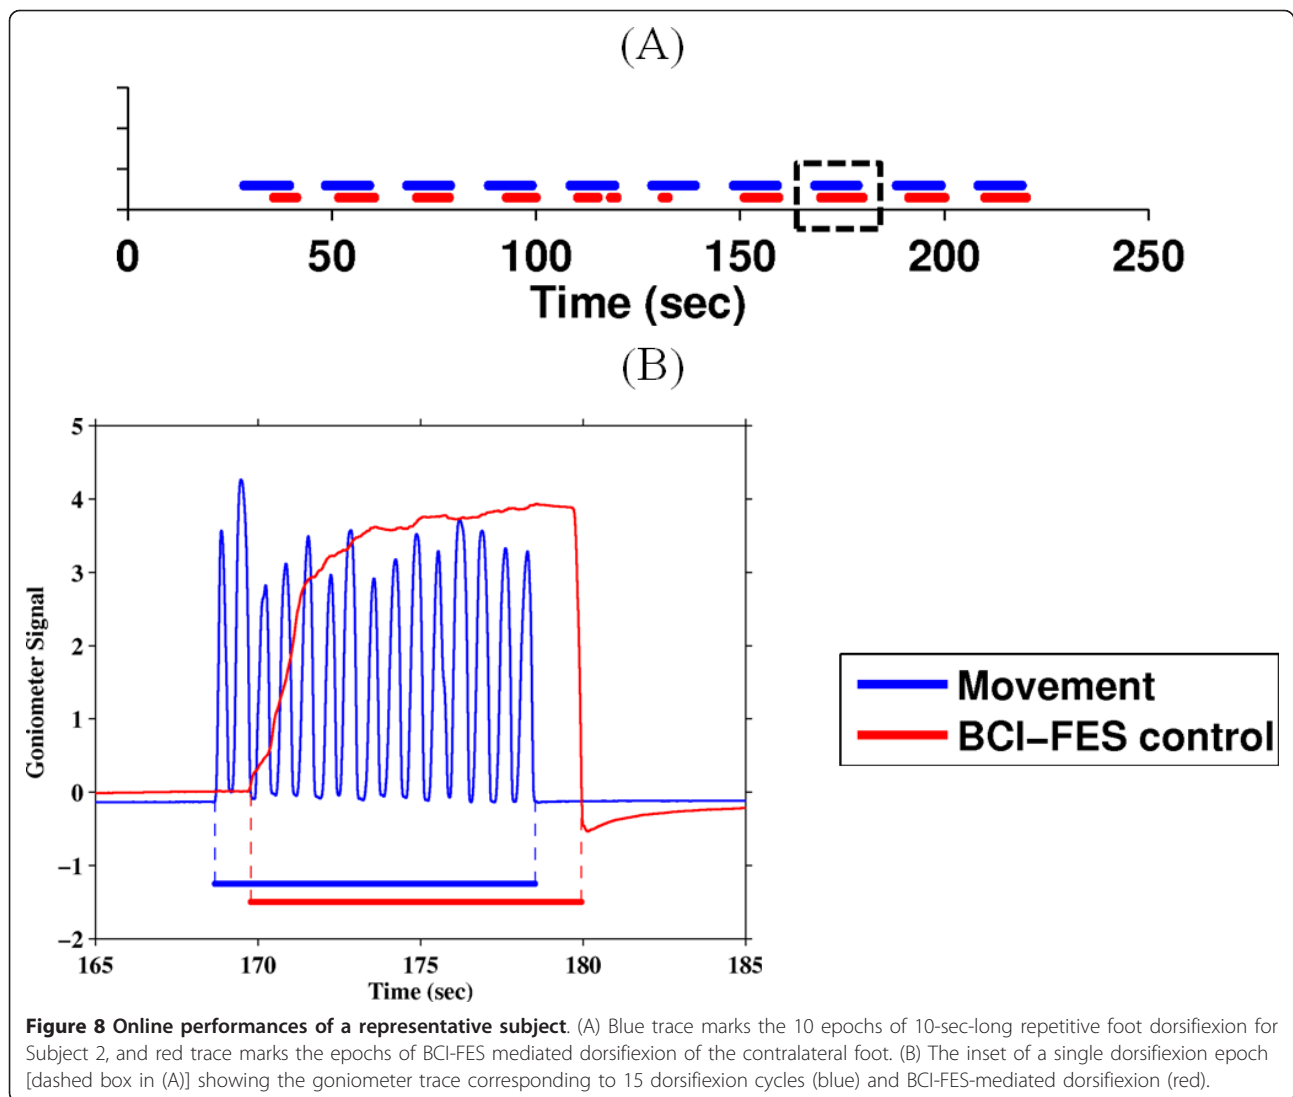 (A)
0 50 100 150 200 250
Time (sec)
(B)
5
4
3
2
1
0
−1
−2
Goniometer Signal
165 170 175 180 185
Time (sec)
Movement
BCI−FES control
Figure 8 Online performances of a representative subject. (A) Blue trace marks the 10 epochs of 10-sec-long repetitive foot dorsifiexion for
Subject 2, and red trace marks the epochs of BCI-FES mediated dorsifiexion of the contralateral foot. (B) The inset of a single dorsifiexion epoch
[dashed box in (A)] showing the goniometer trace corresponding to 15 dorsifiexion cycles (blue) and BCI-FES-mediated dorsifiexion (red).